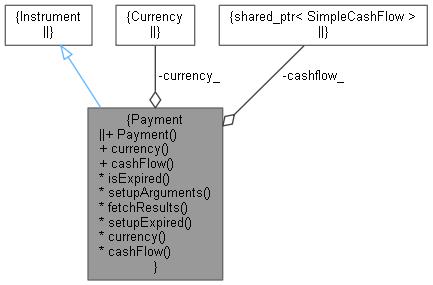 {Instrument
||}
{Currency
||}
{shared_ptr< SimpleCashFlow >
||}
-currency_
-cashflow_
{Payment
||+ Payment()
+ currency()
+ cashFlow()
* isExpired()
* setupArguments()
* fetchResults()
* setupExpired()
* currency()
* cashFlow()
}